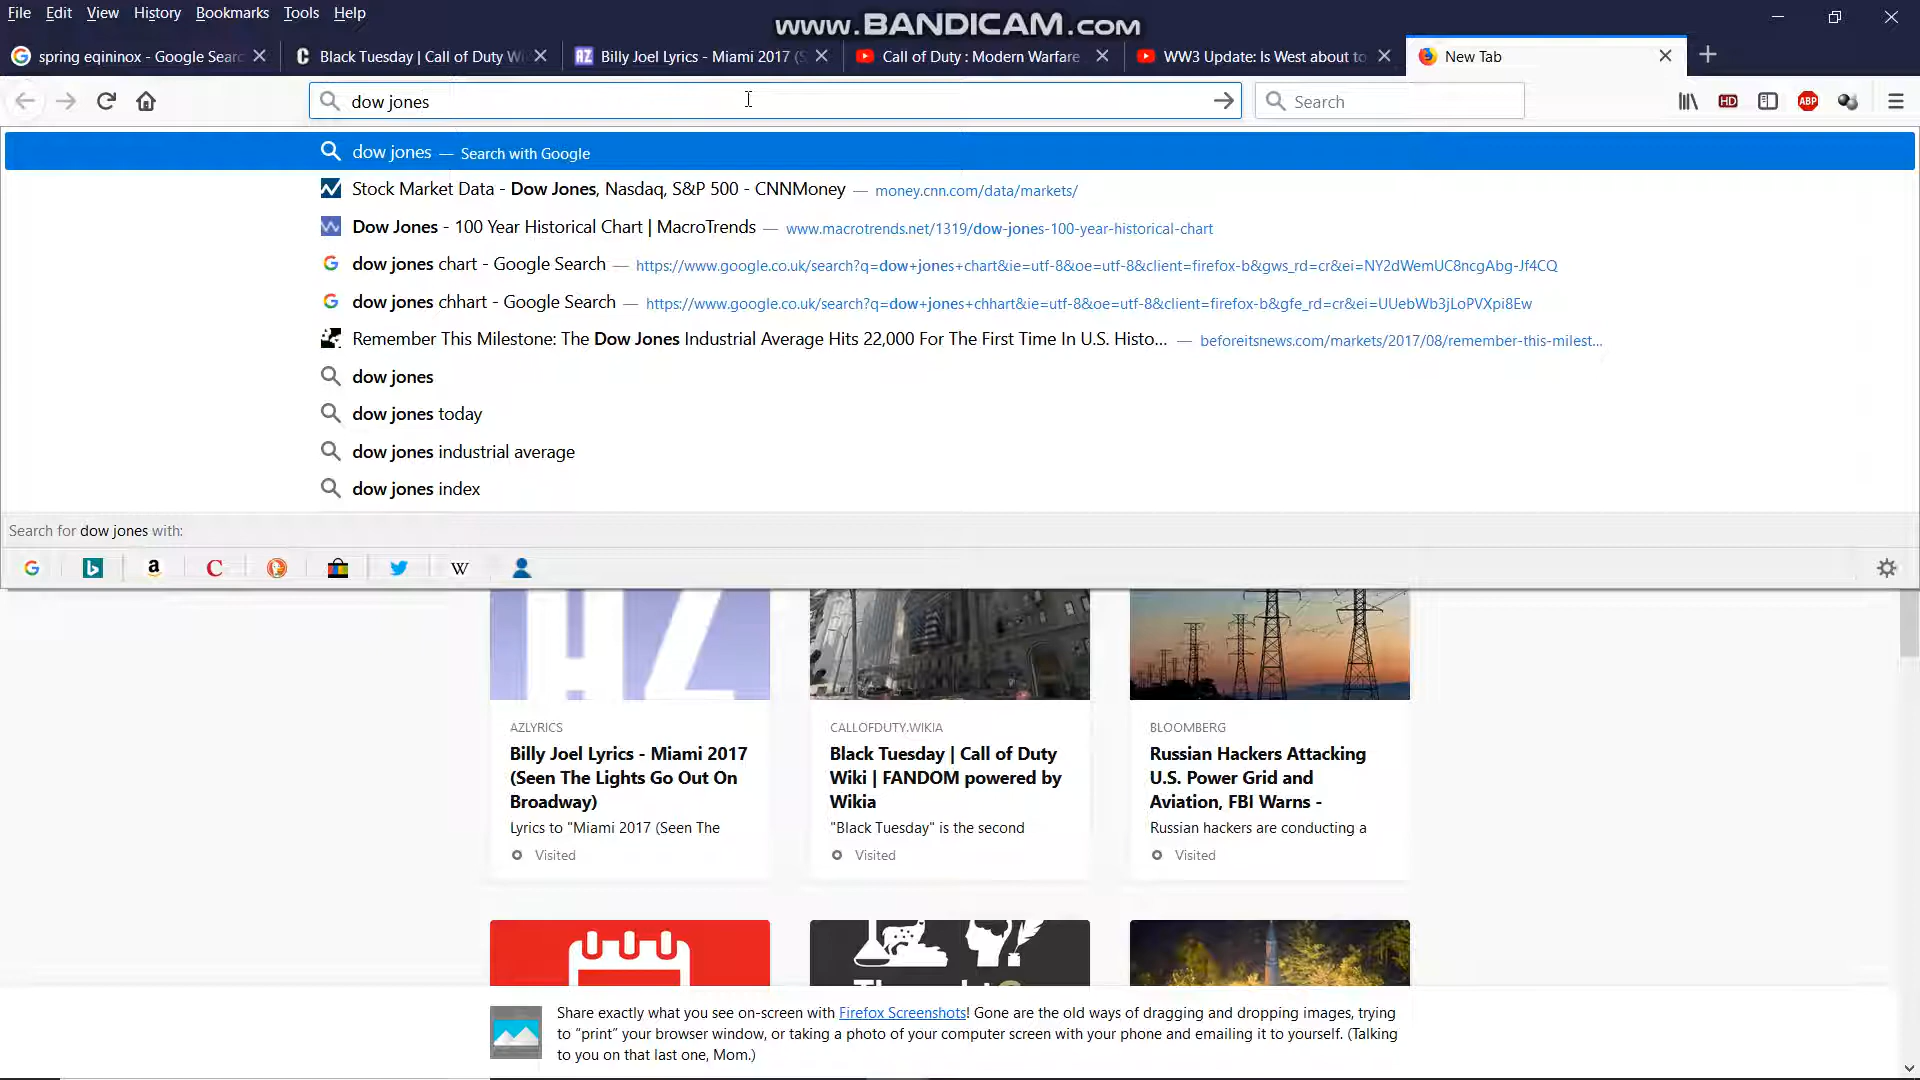 File Edit View History Bookmarks Tools Help
www.BANDICAM.com
spring eqininox - Google Searc
Black Tuesday | Call of Duty Wi
Billy Joel Lyrics - Miami 2017 (S
Call of Duty : Modern Warfare
WW3 Update: Is West about to
New Tab
dow jones
Search
HD
ABP
dow jones — Search with Google
Stock Market Data - Dow Jones, Nasdaq, S&P 500 - CNNMoney — money.cnn.com/data/markets/
Dow Jones - 100 Year Historical Chart | MacroTrends — www.macrotrends.net/1319/dow-jones-100-year-historical-chart
dow jones chart - Google Search — https://www.google.co.uk/search?q=dow+jones+chart&ie=utf-8&oe=utf-8&client=firefox-b&gws_rd=cr&ei=NY2dWemUC8ncgAbg-Jf4CQ
dow jones chhart - Google Search — https://www.google.co.uk/search?q=dow+jones+chhart&ie=utf-8&oe=utf-8&client=firefox-b&gfe_rd=cr&ei=UUebWb3jLoPVXpi8Ew
Remember This Milestone: The Dow Jones Industrial Average Hits 22,000 For The First Time In U.S. Histo... — beforeitsnews.com/markets/2017/08/remember-this-milest...
dow jones
dow jones today
dow jones industrial average
dow jones index
Search for dow jones with:
AZ
AZLYRICS
Billy Joel Lyrics - Miami 2017
(Seen The Lights Go Out On
Broadway)
Lyrics to "Miami 2017 (Seen The
Visited
CALLOFDUTY.WIKIA
Black Tuesday | Call of Duty
Wiki | FANDOM powered by
Wikia
"Black Tuesday" is the second
Visited
BLOOMBERG
Russian Hackers Attacking
U.S. Power Grid and
Aviation, FBI Warns -
Russian hackers are conducting a
Visited
Share exactly what you see on-screen with Firefox Screenshots! Gone are the old ways of dragging and dropping images, trying
to “print” your browser window, or taking a photo of your computer screen with your phone and emailing it to yourself. (Talking
to you on that last one, Mom.)